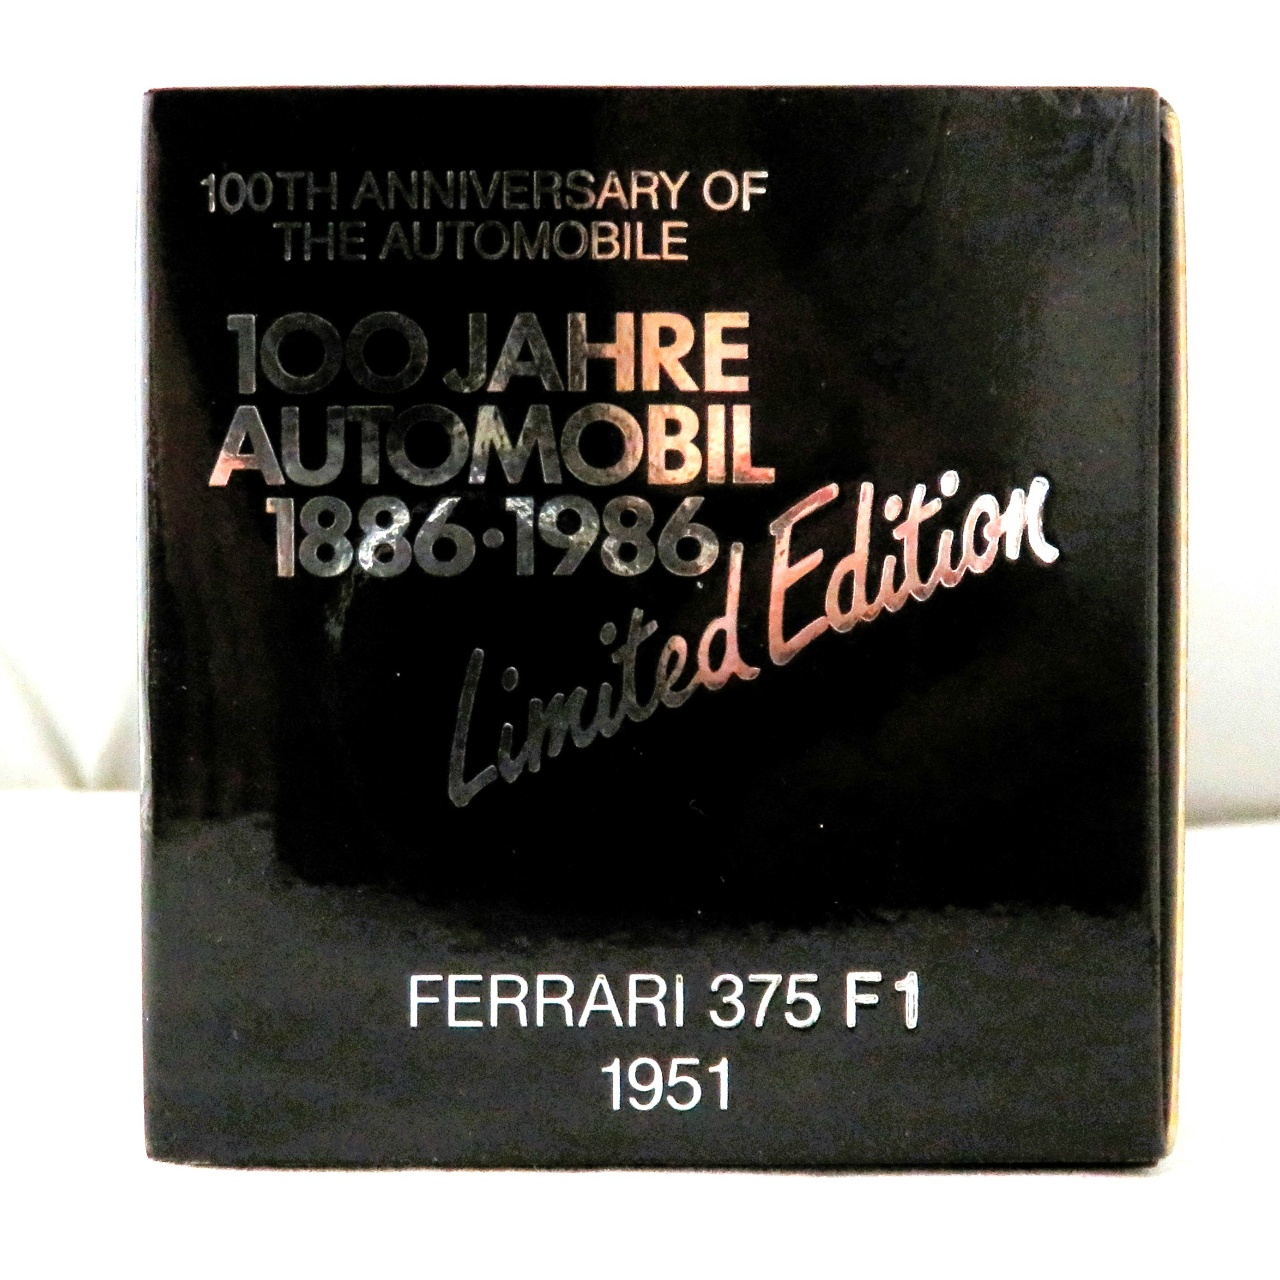 100TH ANNIVERSARY OF
THE AUTOMOBILE
100 JAHRE
AUTOMOBIL
1886·1986
Limited Edition
FERRARI 375 F1
1951